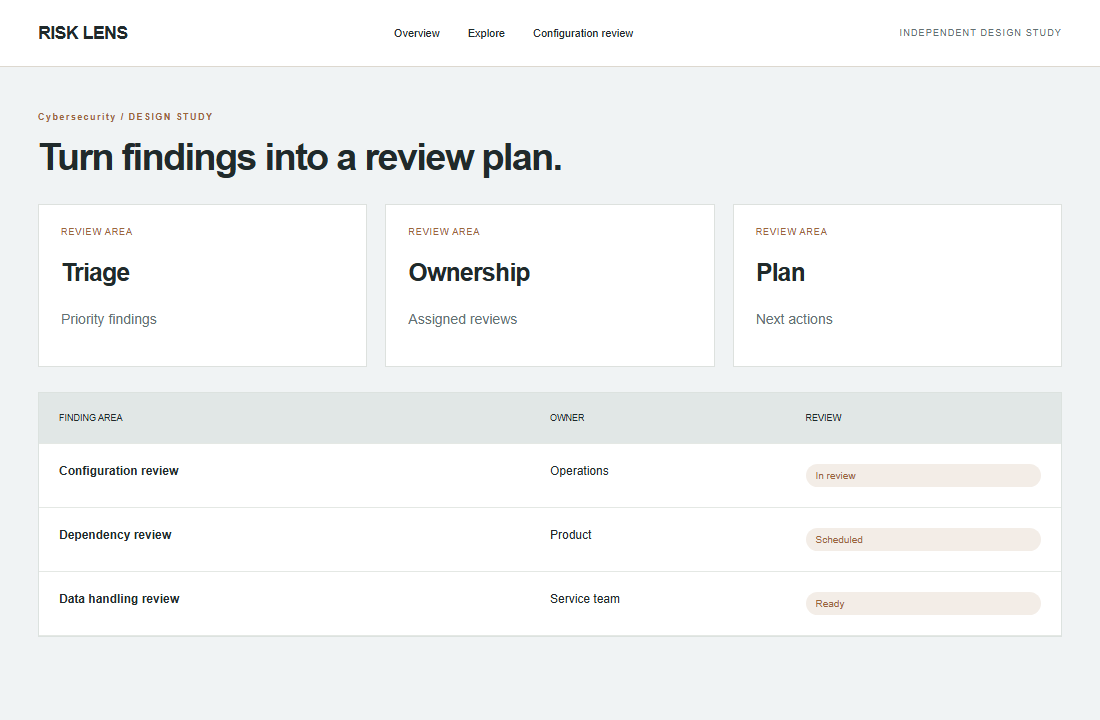 RISK LENS
Overview Explore Configuration review
INDEPENDENT DESIGN STUDY
Cybersecurity / DESIGN STUDY
Turn findings into a review plan.
REVIEW AREA
Triage
Priority findings
REVIEW AREA
Ownership
Assigned reviews
REVIEW AREA
Plan
Next actions
FINDING AREA OWNER REVIEW
Configuration review Operations In review
Dependency review Product Scheduled
Data handling review Service team Ready